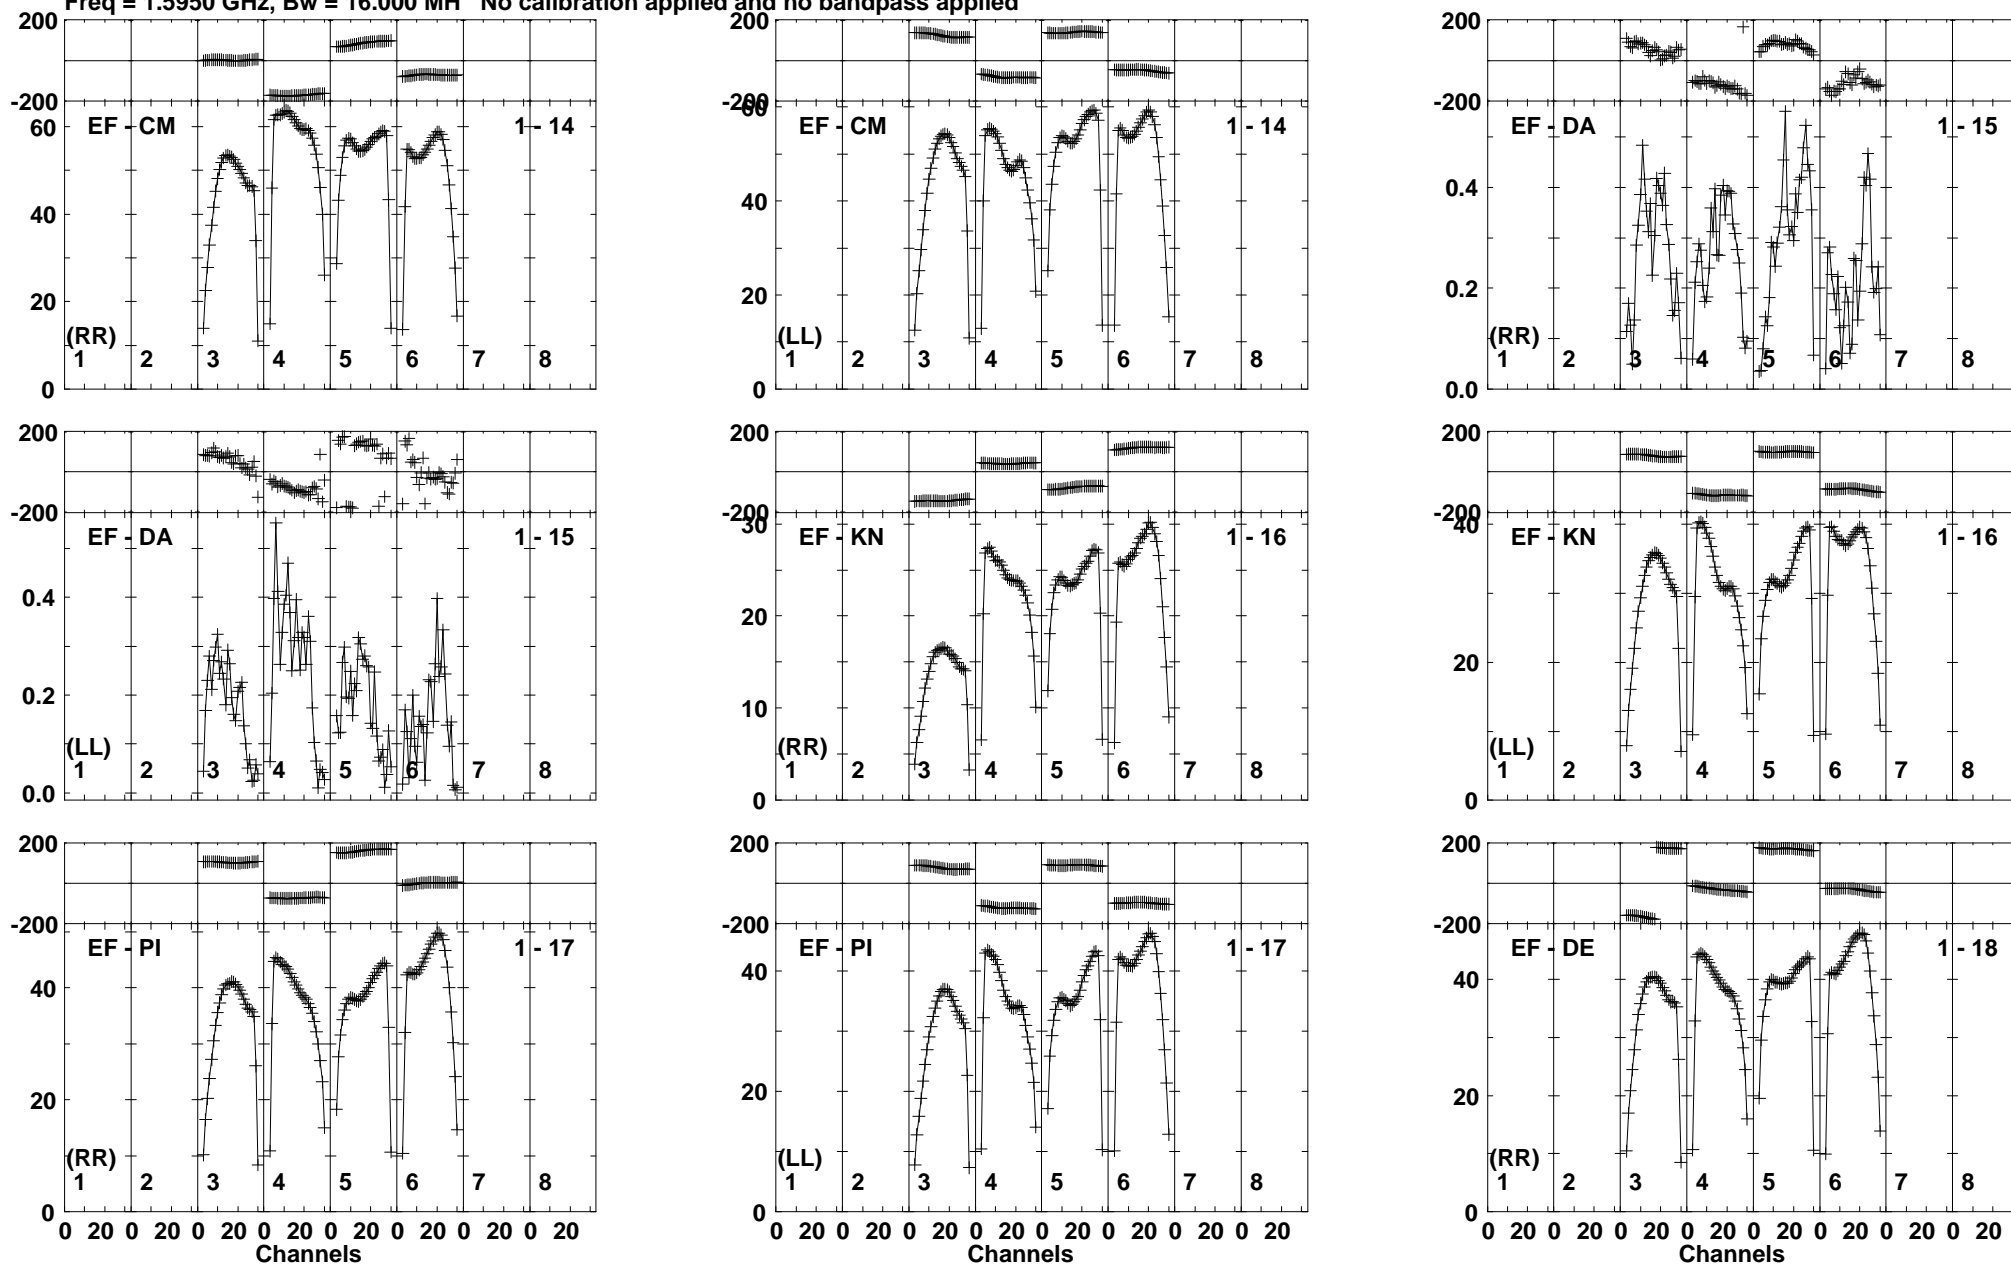 Freq = 1.5950 GHz, Bw = 16.000 MH No calibration applied and no bandpass applied
200 200 200
-200 -200 -200
EF - CM 1 - 14 EF - CM 1 - 14 EF - DA 1 - 15
60 60
40 40 0.4
20 20 0.2
(RR) (LL) (RR)
1 2 3 4 5 6 7 8 1 2 3 4 5 6 7 8 1 2 3 4 5 6 7 8
0 0 0.0
200 200 200
-200 -200 -200
30 40
EF - DA 1 - 15 EF - KN 1 - 16 EF - KN 1 - 16
0.4 20 20
0.2 10
(LL) (RR) (LL)
1 2 3 4 5 6 7 8 1 2 3 4 5 6 7 8 1 2 3 4 5 6 7 8
0.0 0 0
200 200 200
-200 -200 -200
EF - PI 1 - 17 EF - PI 1 - 17 EF - DE 1 - 18
40 40 40
20 20 20
(RR) (LL) (RR)
1 2 3 4 5 6 7 8 1 2 3 4 5 6 7 8 1 2 3 4 5 6 7 8
0 0 0
0 20 0 20 0 20 0 20 0 20 0 20 0 20 0 20 0 20 0 20 0 20 0 20 0 20 0 20 0 20 0 20 0 20 0 20 0 20 0 20 0 20 0 20 0 20 0 20
Channels Channels